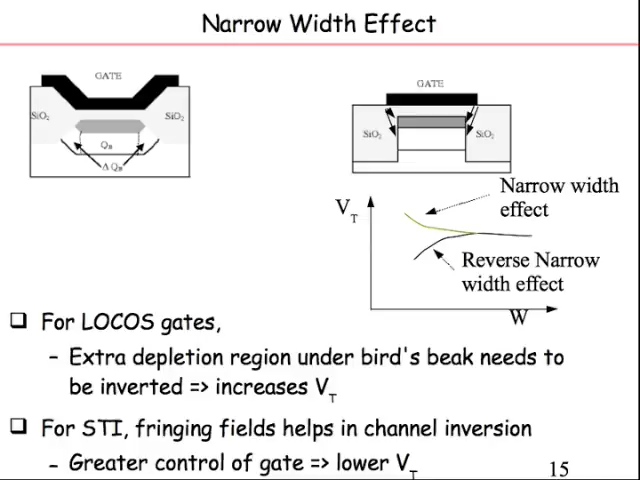 Narrow Width Effect
GATE
SiO2
SiO2
QB
Δ QB
GATE
SiO2
SiO2
VT
Narrow width
effect
Reverse Narrow
width effect
W
❑ For LOCOS gates,
– Extra depletion region under bird's beak needs to
be inverted => increases VT
❑ For STI, fringing fields helps in channel inversion
– Greater control of gate => lower VT
15